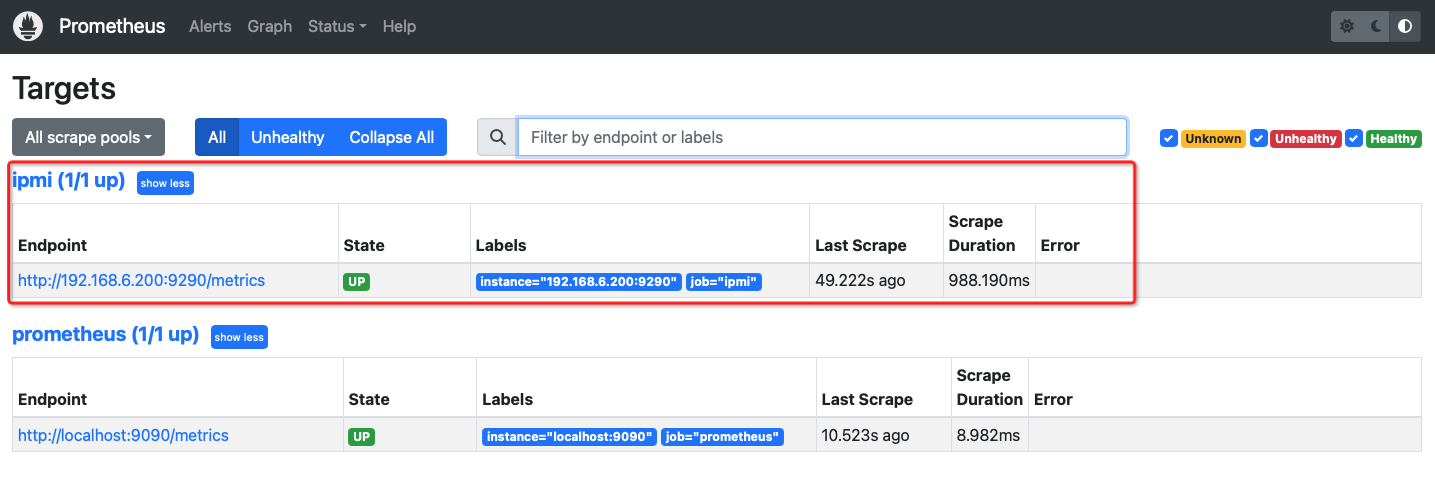 Prometheus Alerts Graph Status Help
Targets
All scrape pools All Unhealthy Collapse All Filter by endpoint or labels Unknown Unhealthy Healthy
ipmi (1/1 up) show less
Endpoint State Labels Last Scrape Scrape Duration Error
http://192.168.6.200:9290/metrics UP instance="192.168.6.200:9290" job="ipmi" 49.222s ago 988.190ms
prometheus (1/1 up) show less
Endpoint State Labels Last Scrape Scrape Duration Error
http://localhost:9090/metrics UP instance="localhost:9090" job="prometheus" 10.523s ago 8.982ms